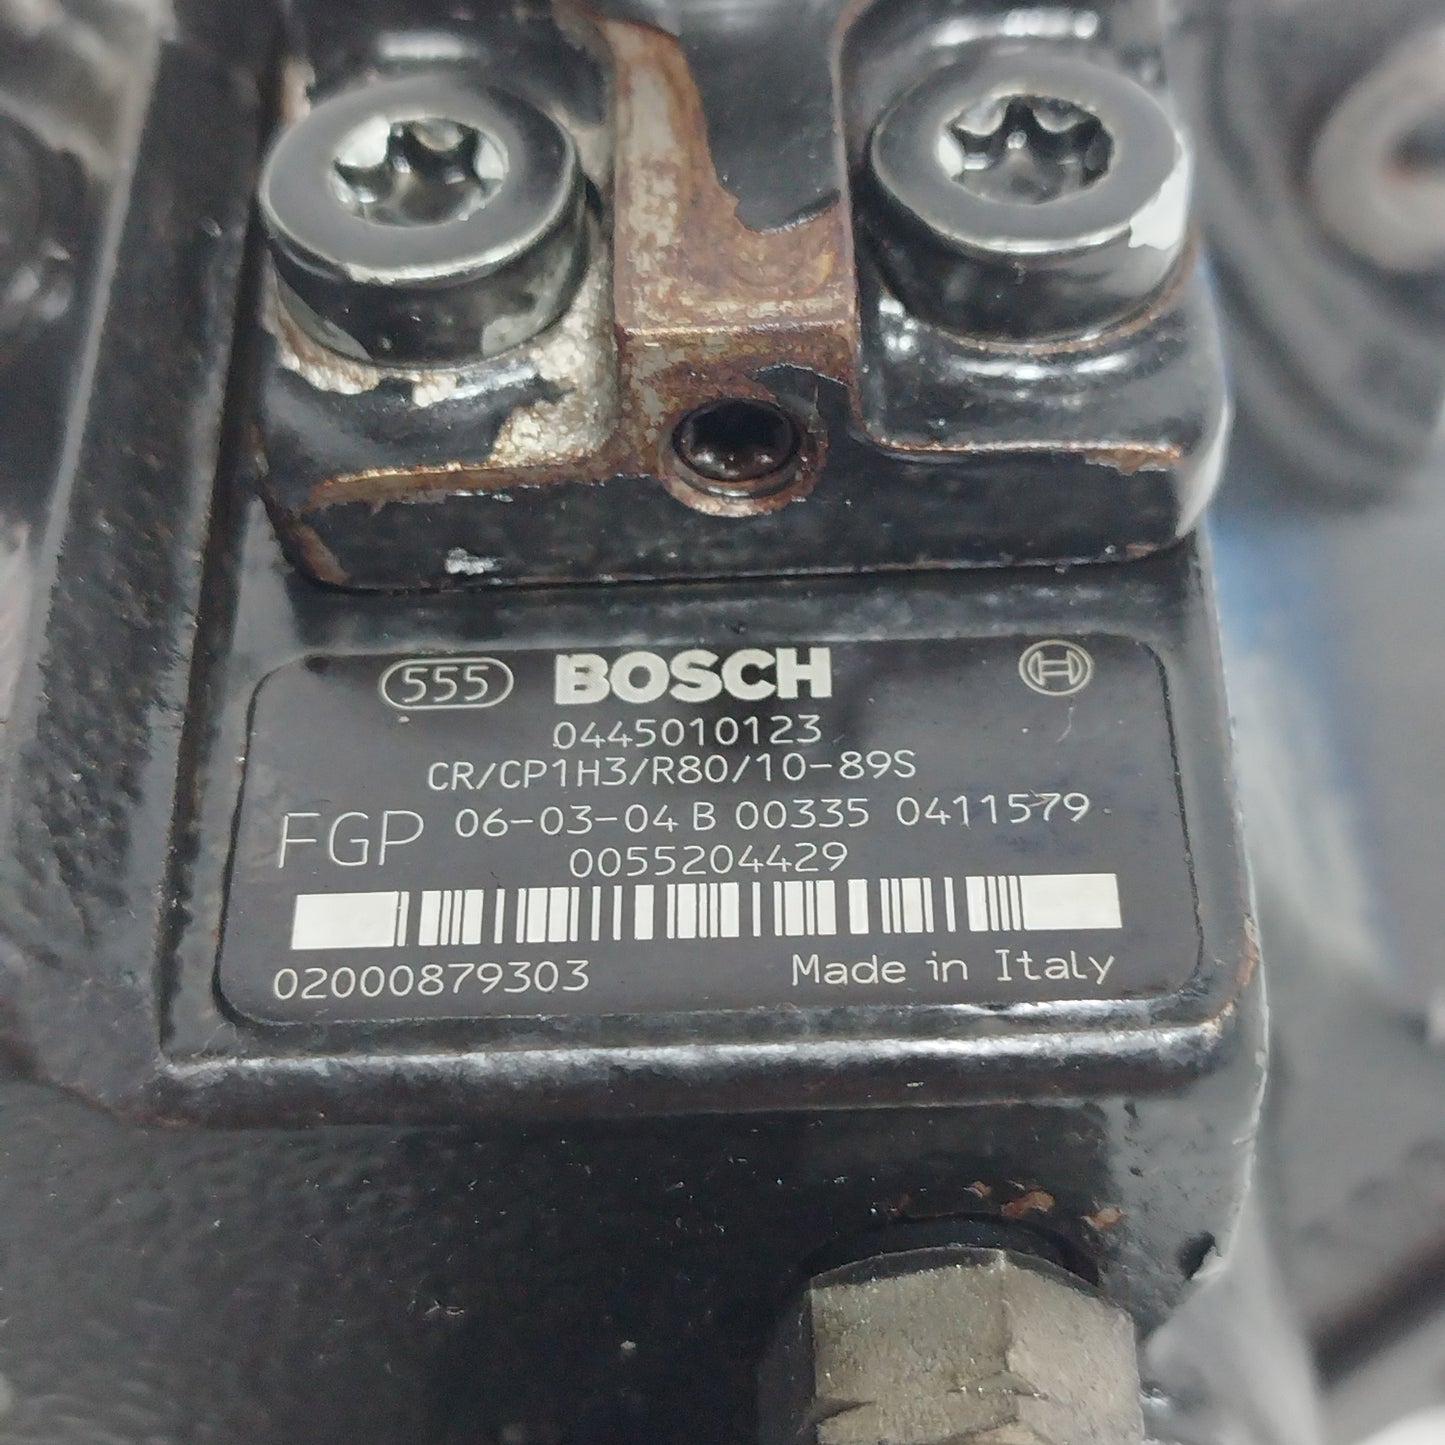 555 BOSCH
0445010123
CR/CP1H3/R80/10-89S
FGP 06-03-04 B 00335 0411579
0055204429
02000879303 Made in Italy